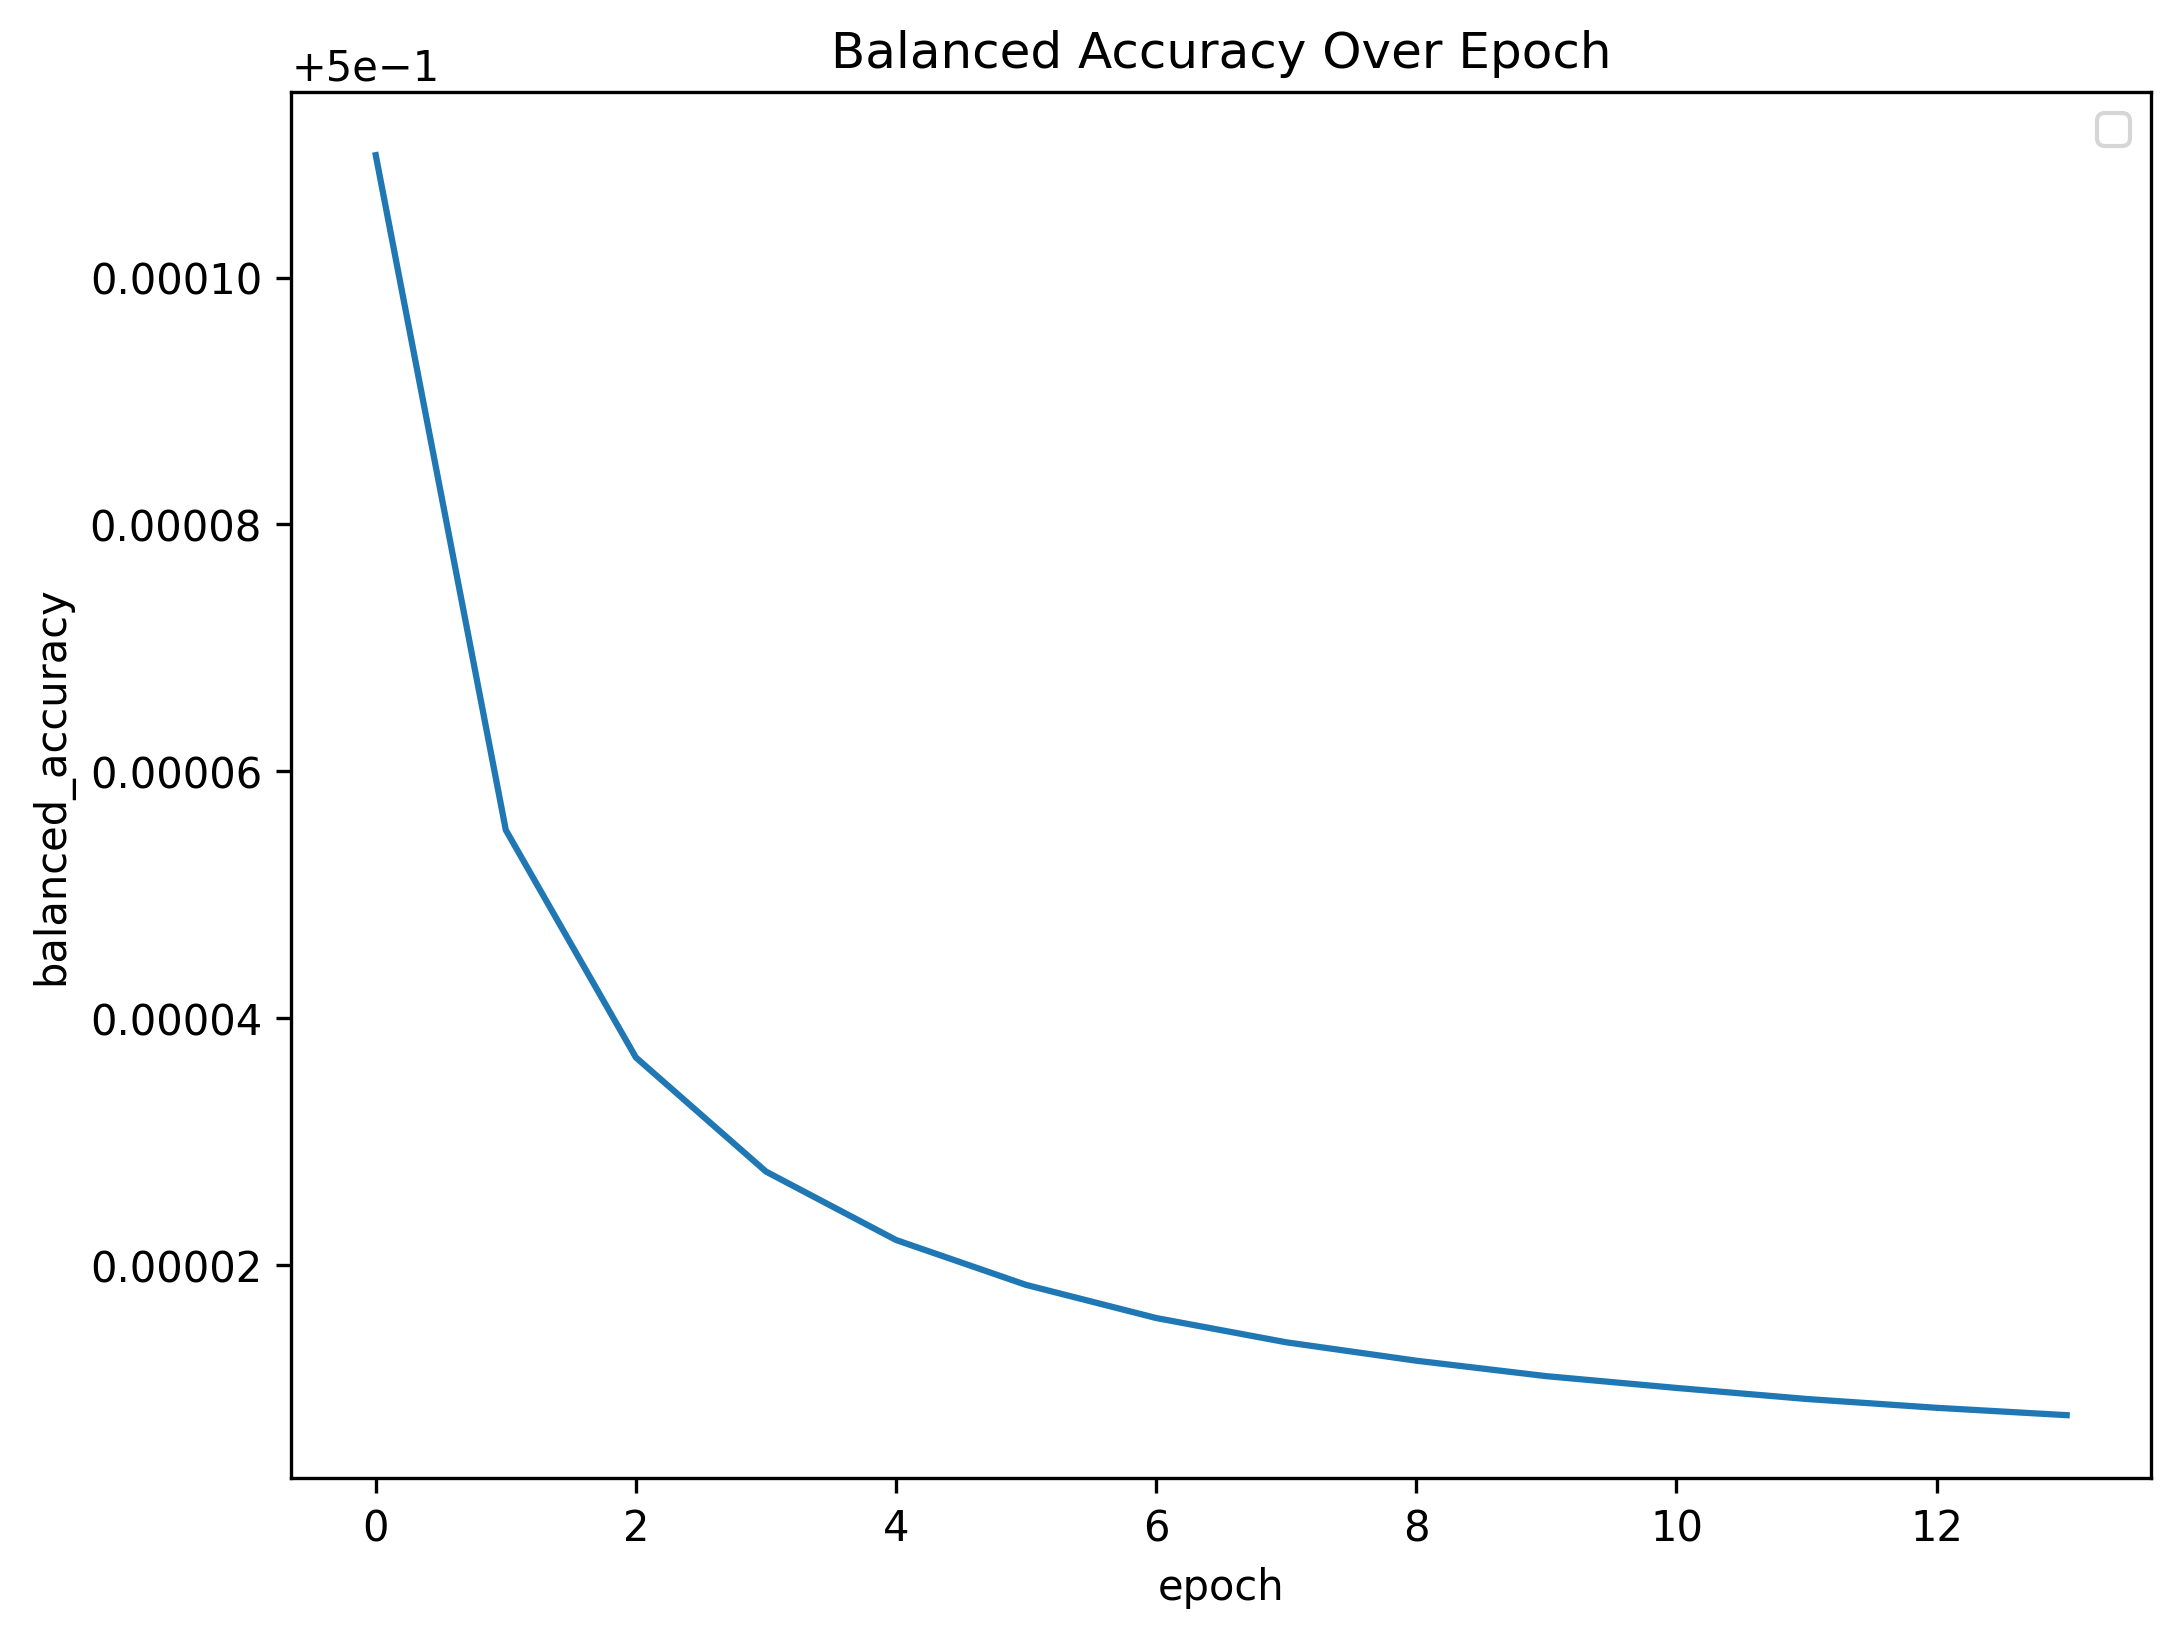 Balanced Accuracy Over Epoch
+5e−1
0.00010
0.00008
0.00006
0.00004
0.00002
balanced_accuracy
0 2 4 6 8 10 12
epoch